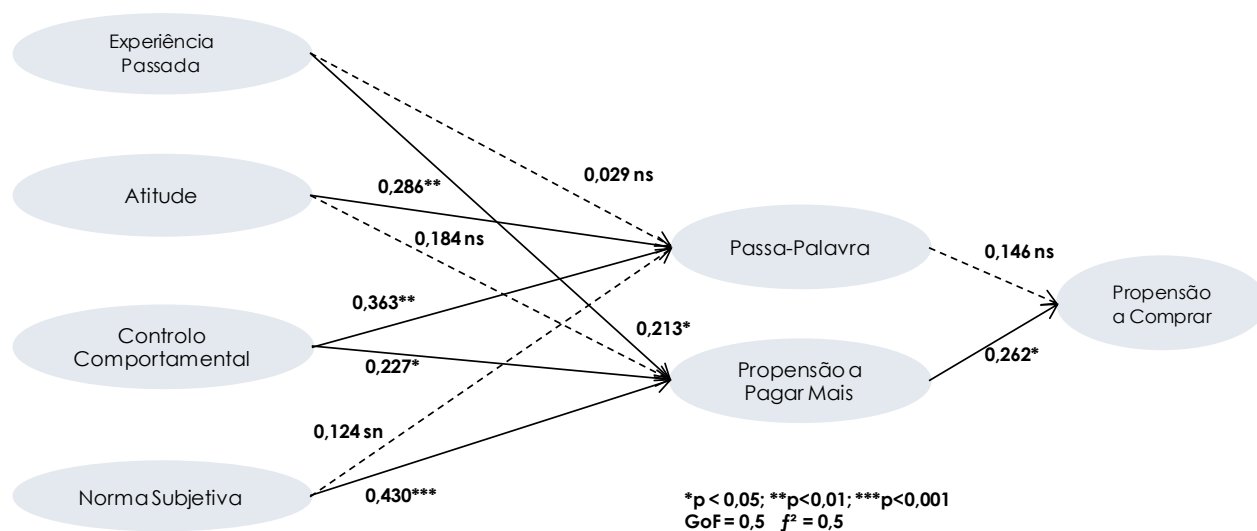 Experiência
Passada
0,029 ns
Atitude
0,286**
0,184 ns
Passa-Palavra
0,146 ns
Propensão
a Comprar
Controlo
Comportamental
0,363**
0,227*
0,213*
Propensão a
Pagar Mais
0,262*
0,124 sn
Norma Subjetiva
0,430***
*p < 0,05; **p<0,01; ***p<0,001
GoF = 0,5 f² = 0,5